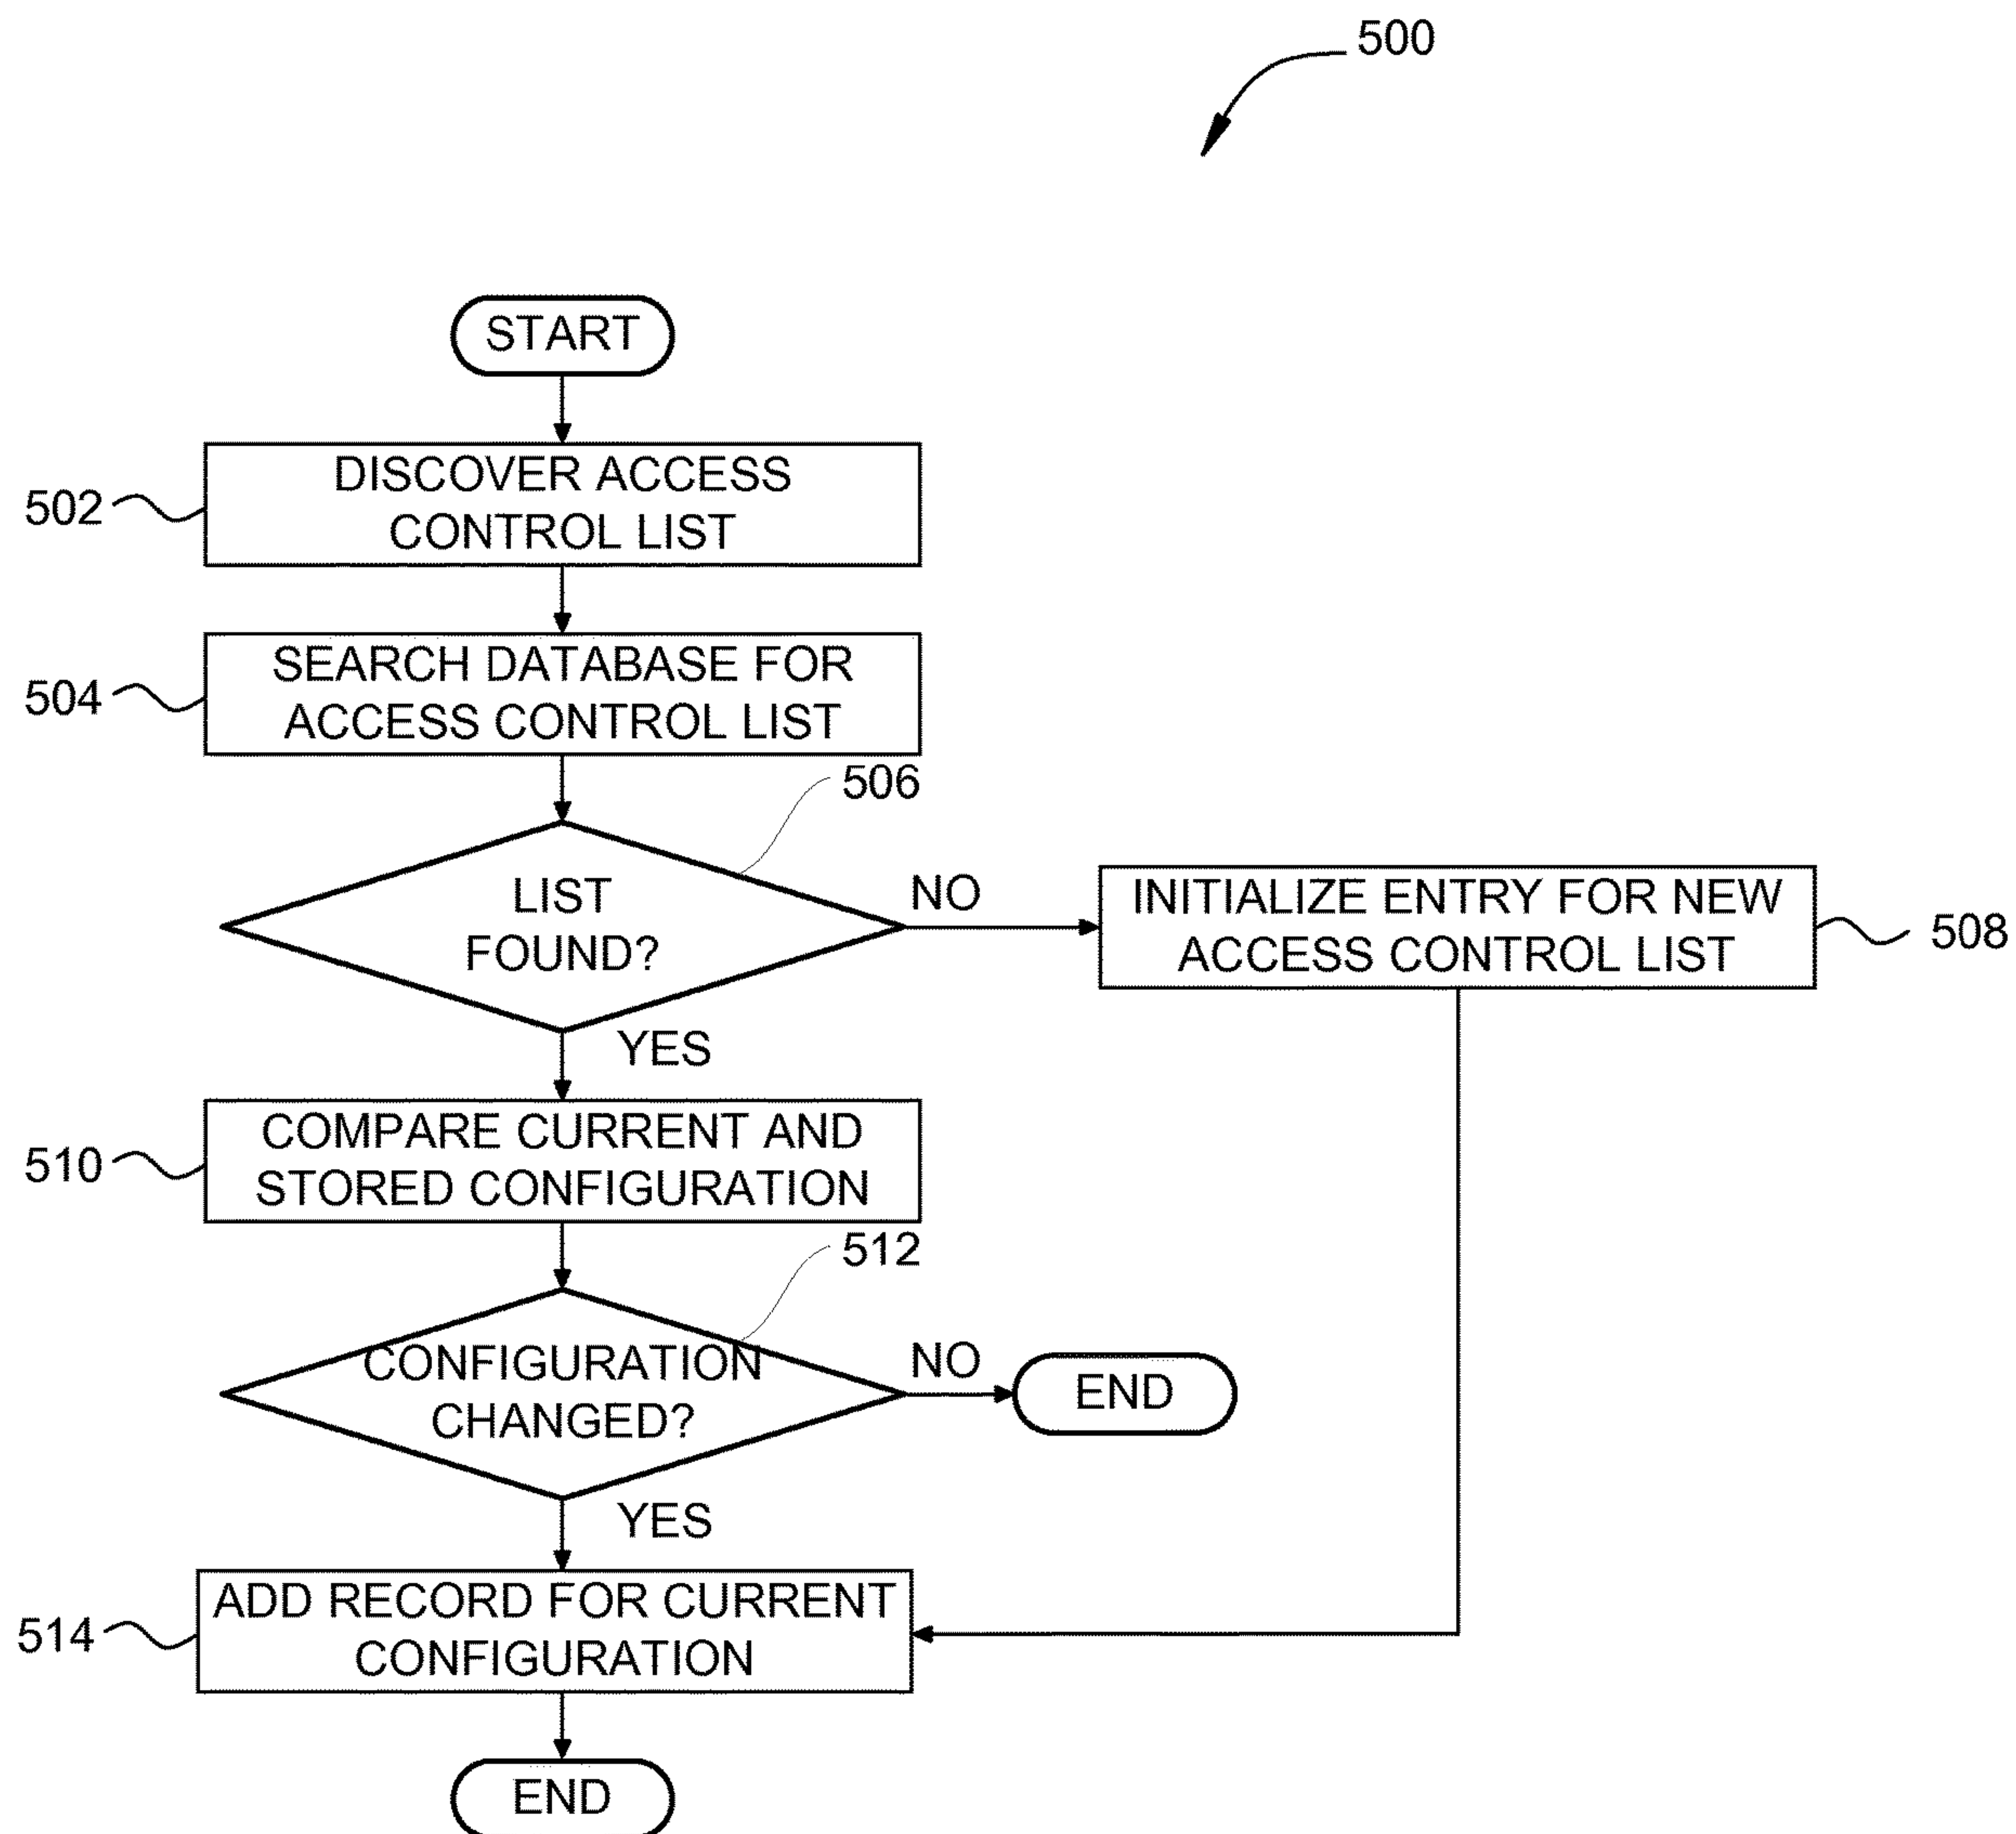 500
START
502
DISCOVER ACCESS
CONTROL LIST
504
SEARCH DATABASE FOR
ACCESS CONTROL LIST
506
LIST
FOUND?
NO
INITIALIZE ENTRY FOR NEW
ACCESS CONTROL LIST
508
YES
510
COMPARE CURRENT AND
STORED CONFIGURATION
512
CONFIGURATION
CHANGED?
NO
END
YES
514
ADD RECORD FOR CURRENT
CONFIGURATION
END